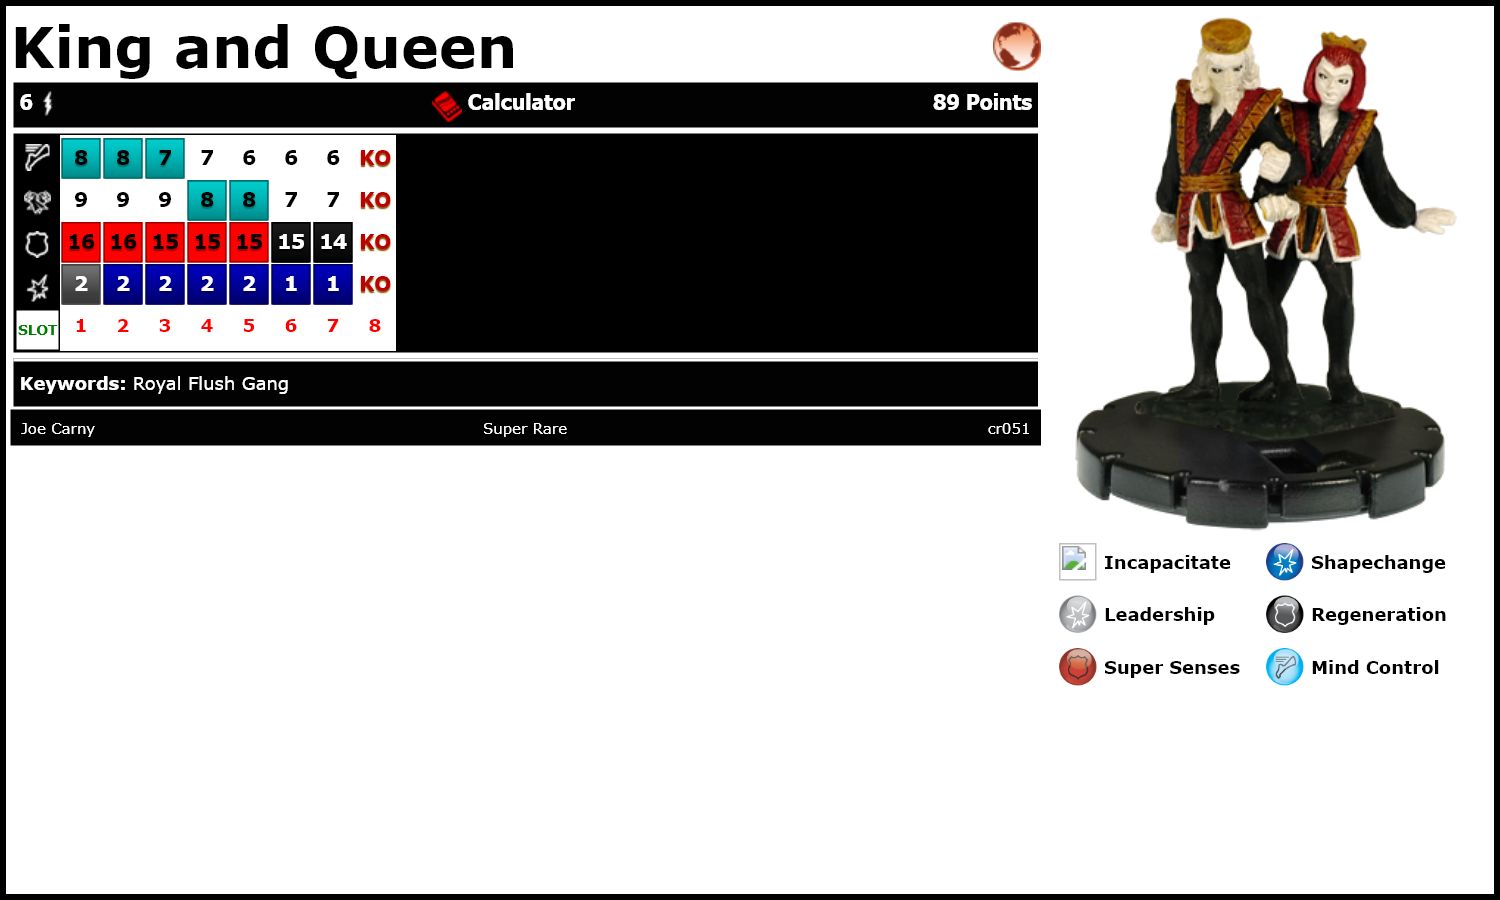 King and Queen
6 Calculator 89 Points
8 8 7 7 6 6 6 KO
9 9 9 8 8 7 7 KO
16 16 15 15 15 15 14 KO
2 2 2 2 2 1 1 KO
SLOT 1 2 3 4 5 6 7 8
Keywords: Royal Flush Gang
Joe Carny Super Rare cr051
Incapacitate Shapechange
Leadership Regeneration
Super Senses Mind Control